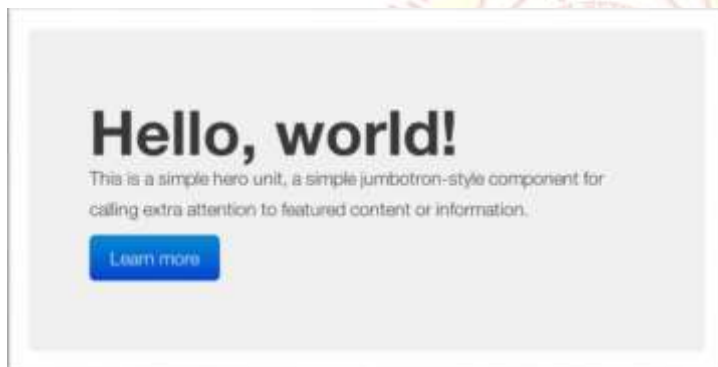 Hello, world!
This is a simple hero unit, a simple jumbotron-style component for
calling extra attention to featured content or information.
Learn more